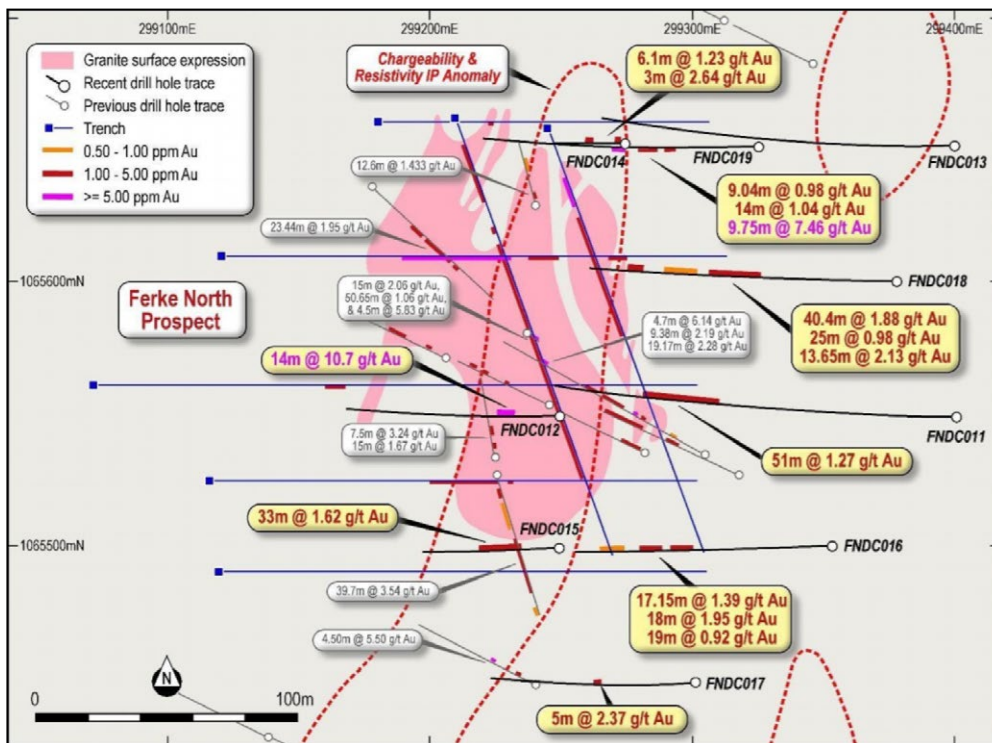 299100mE
299200mE
299300mE
299400mE
Granite surface expression
Recent drill hole trace
Previous drill hole trace
Trench
0.50 - 1.00 ppm Au
1.00 - 5.00 ppm Au
>= 5.00 ppm Au
Chargeability &
Resistivity IP Anomaly
6.1m @ 1.23 g/t Au
3m @ 2.64 g/t Au
FNDC014
FNDC019
FNDC013
12.6m @ 1.433 g/t Au
9.04m @ 0.98 g/t Au
14m @ 1.04 g/t Au
9.75m @ 7.46 g/t Au
23.44m @ 1.95 g/t Au
1065600mN
FNDC018
Ferke North
Prospect
15m @ 2.06 g/t Au,
50.65m @ 1.06 g/t Au,
& 4.5m @ 5.83 g/t Au
4.7m @ 6.14 g/t Au
9.38m @ 2.19 g/t Au
19.17m @ 2.28 g/t Au
40.4m @ 1.88 g/t Au
25m @ 0.98 g/t Au
13.65m @ 2.13 g/t Au
14m @ 10.7 g/t Au
FNDC012
FNDC011
7.5m @ 3.24 g/t Au
15m @ 1.67 g/t Au
51m @ 1.27 g/t Au
33m @ 1.62 g/t Au
FNDC015
1065500mN
FNDC016
39.7m @ 3.54 g/t Au
17.15m @ 1.39 g/t Au
18m @ 1.95 g/t Au
19m @ 0.92 g/t Au
4.50m @ 5.50 g/t Au
N
FNDC017
0
100m
5m @ 2.37 g/t Au